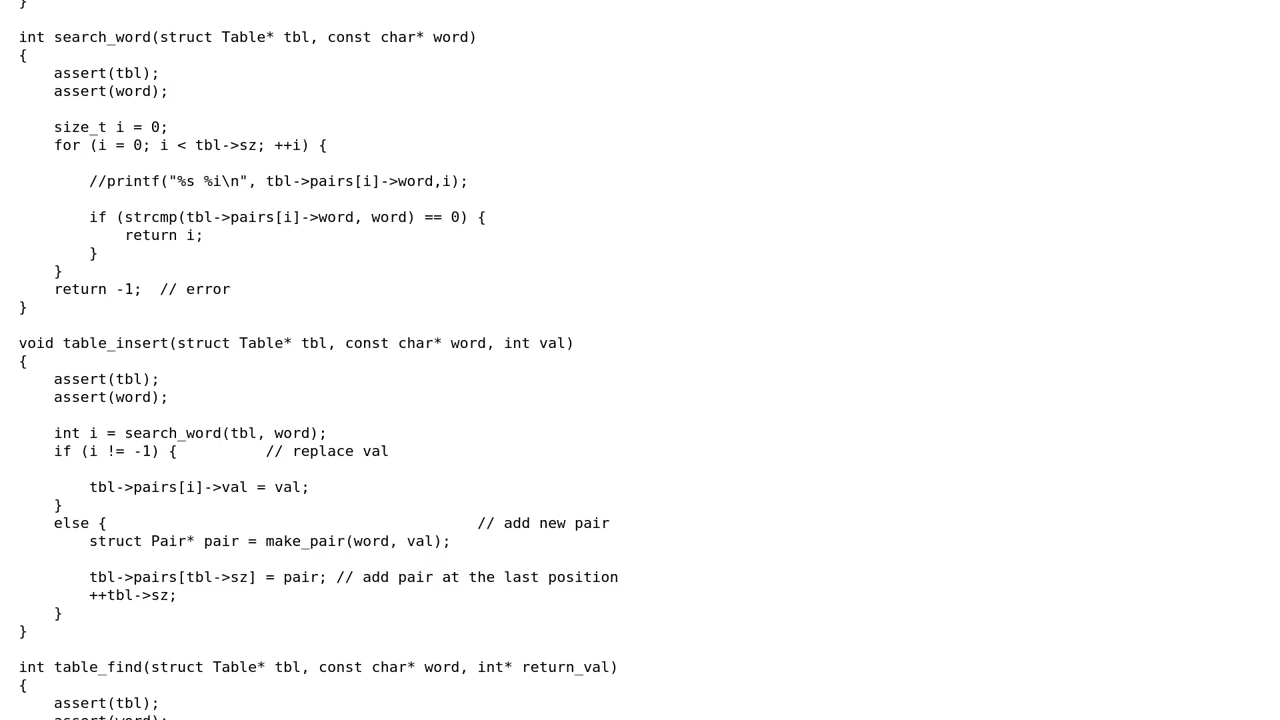 }
int search_word(struct Table* tbl, const char* word)
{
    assert(tbl);
    assert(word);

    size_t i = 0;
    for (i = 0; i < tbl->sz; ++i) {

        //printf("%s %i\n", tbl->pairs[i]->word,i);

        if (strcmp(tbl->pairs[i]->word, word) == 0) {
            return i;
        }
    }
    return -1;  // error
}

void table_insert(struct Table* tbl, const char* word, int val)
{
    assert(tbl);
    assert(word);

    int i = search_word(tbl, word);
    if (i != -1) {          // replace val

        tbl->pairs[i]->val = val;
    }
    else {                                          // add new pair
        struct Pair* pair = make_pair(word, val);

        tbl->pairs[tbl->sz] = pair; // add pair at the last position
        ++tbl->sz;
    }
}

int table_find(struct Table* tbl, const char* word, int* return_val)
{
    assert(tbl);
    assert(word);